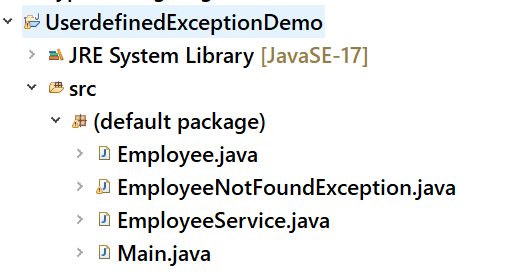 UserdefinedExceptionDemo
JRE System Library [JavaSE-17]
src
(default package)
Employee.java
EmployeeNotFoundException.java
EmployeeService.java
Main.java